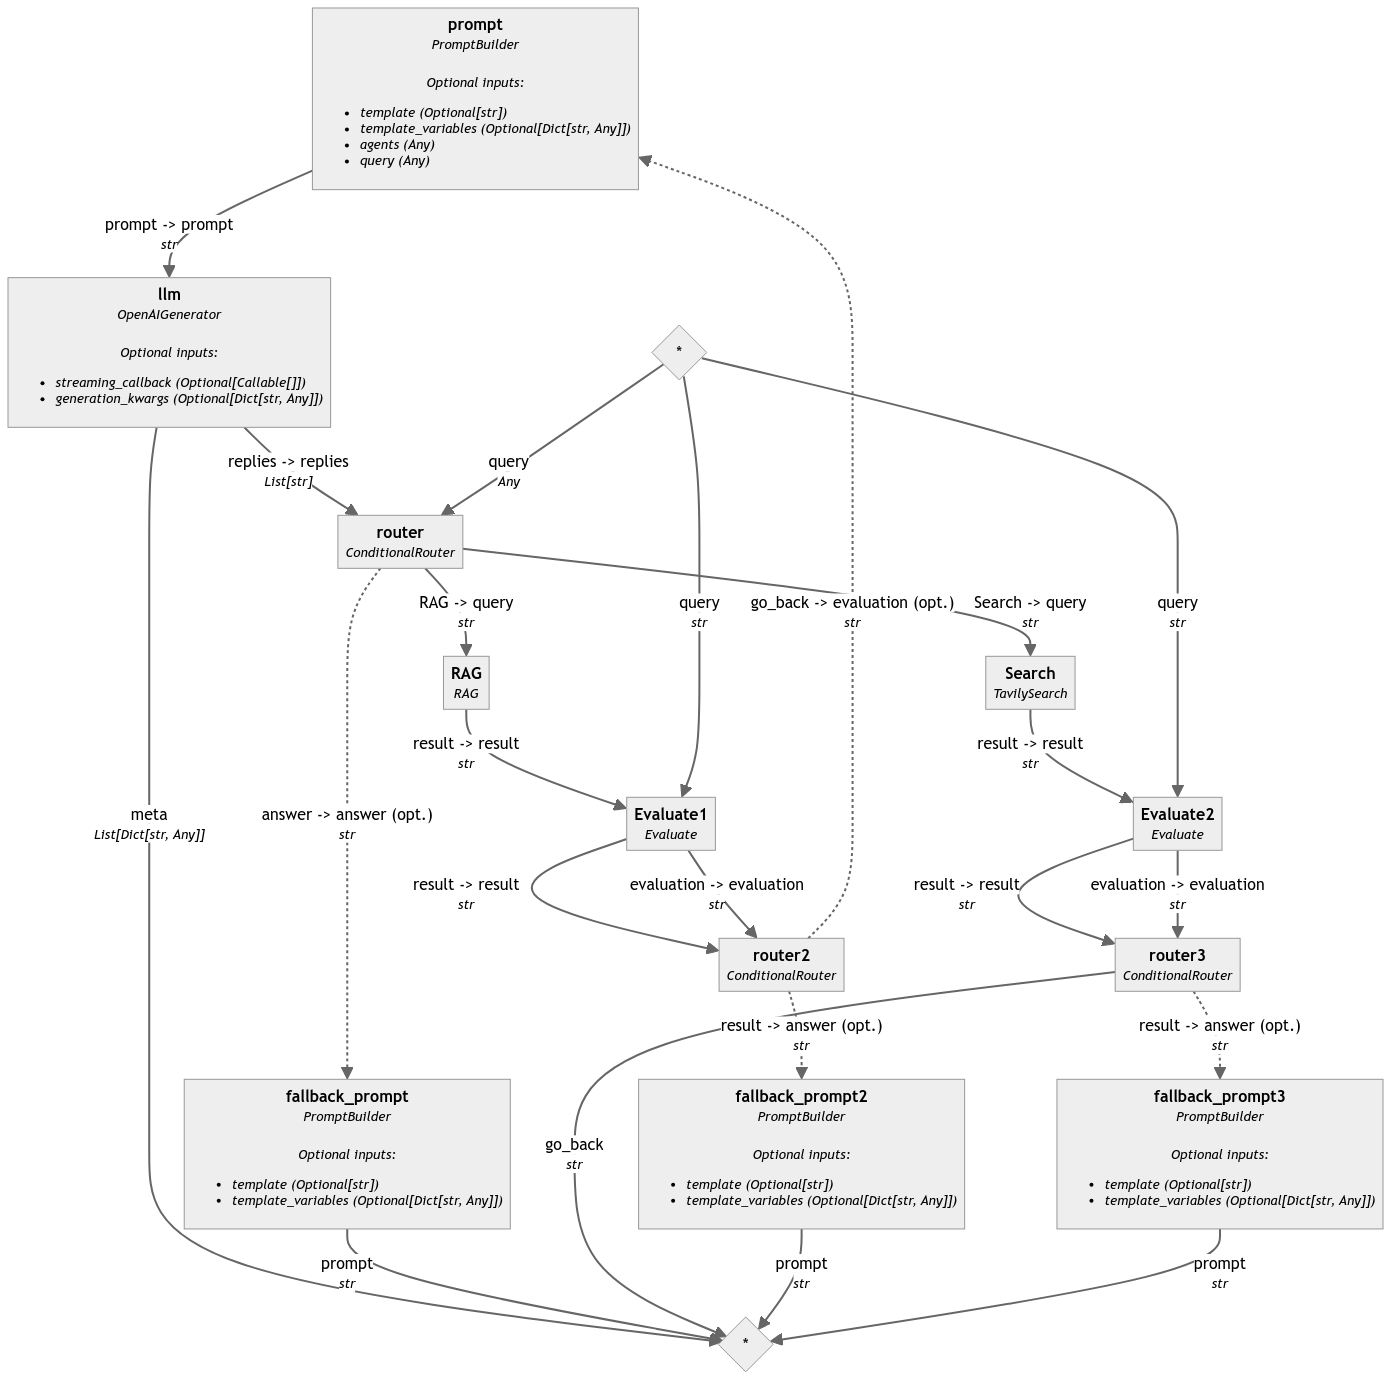 prompt
PromptBuilder
Optional inputs:
• template (Optional[str])
• template_variables (Optional[Dict[str, Any]])
• agents (Any)
• query (Any)
prompt -> prompt
str
llm
OpenAIGenerator
Optional inputs:
• streaming_callback (Optional[Callable[]])
• generation_kwargs (Optional[Dict[str, Any]])
*
replies -> replies
List[str]
query
Any
router
ConditionalRouter
RAG -> query
str
query
str
go_back -> evaluation (opt.)
str
Search -> query
str
query
str
RAG
RAG
Search
TavilySearch
result -> result
str
result -> result
str
meta
List[Dict[str, Any]]
answer -> answer (opt.)
str
Evaluate1
Evaluate
Evaluate2
Evaluate
result -> result
str
evaluation -> evaluation
str
result -> result
str
evaluation -> evaluation
str
router2
ConditionalRouter
router3
ConditionalRouter
result -> answer (opt.)
str
result -> answer (opt.)
str
fallback_prompt
PromptBuilder
Optional inputs:
• template (Optional[str])
• template_variables (Optional[Dict[str, Any]])
go_back
str
fallback_prompt2
PromptBuilder
Optional inputs:
• template (Optional[str])
• template_variables (Optional[Dict[str, Any]])
fallback_prompt3
PromptBuilder
Optional inputs:
• template (Optional[str])
• template_variables (Optional[Dict[str, Any]])
prompt
str
prompt
str
prompt
str
*